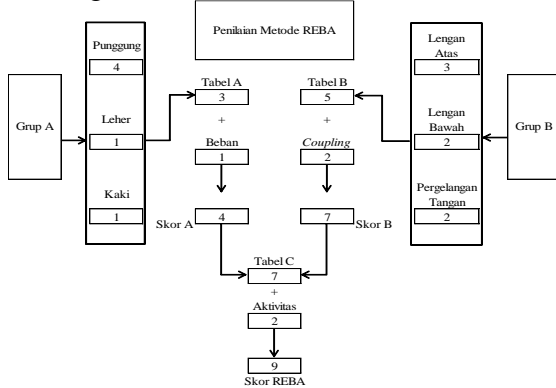 Penilaian Metode REBA
Punggung
4
Lengan
Atas
3
Grup A
Leher
1
Tabel A
3
+
Beban
1
Tabel B
5
+
Coupling
2
Lengan
Bawah
2
Grup B
Kaki
1
Pergelangan
Tangan
2
Skor A
4
7
Skor B
Tabel C
7
+
Aktivitas
2
9
Skor REBA